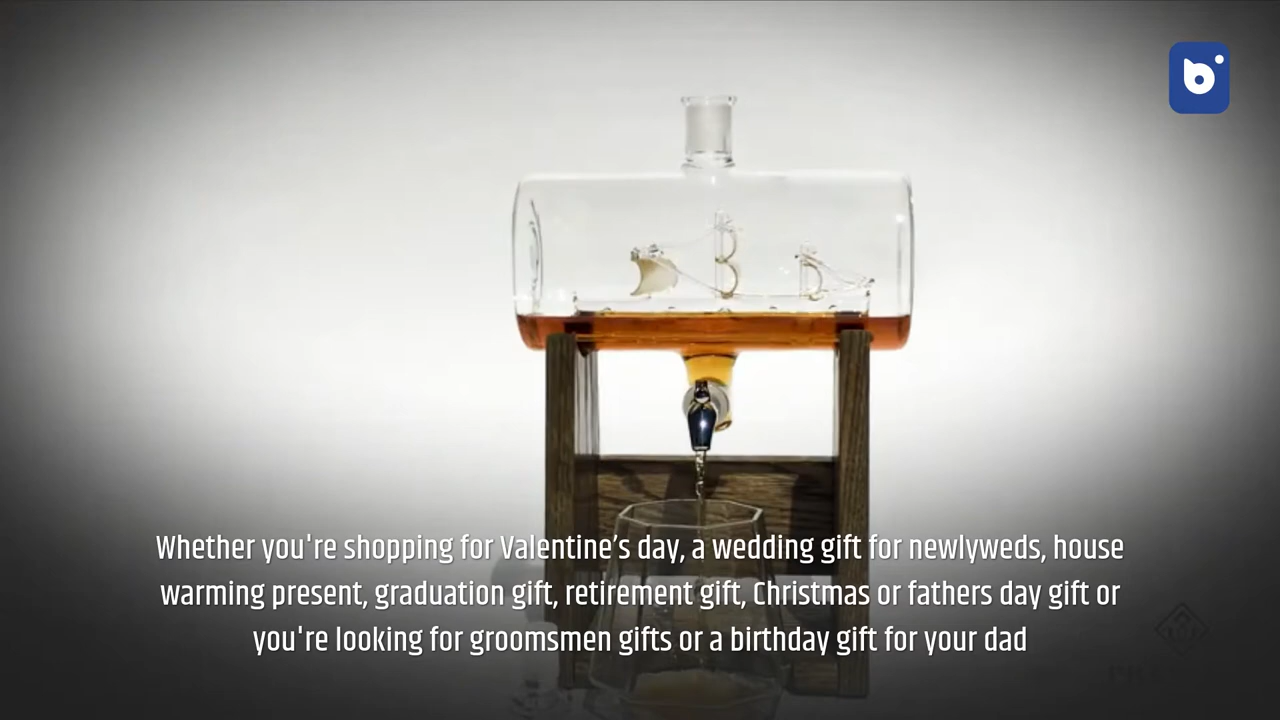 b
Whether you're shopping for Valentine’s day, a wedding gift for newlyweds, house
warming present, graduation gift, retirement gift, Christmas or fathers day gift or
you're looking for groomsmen gifts or a birthday gift for your dad